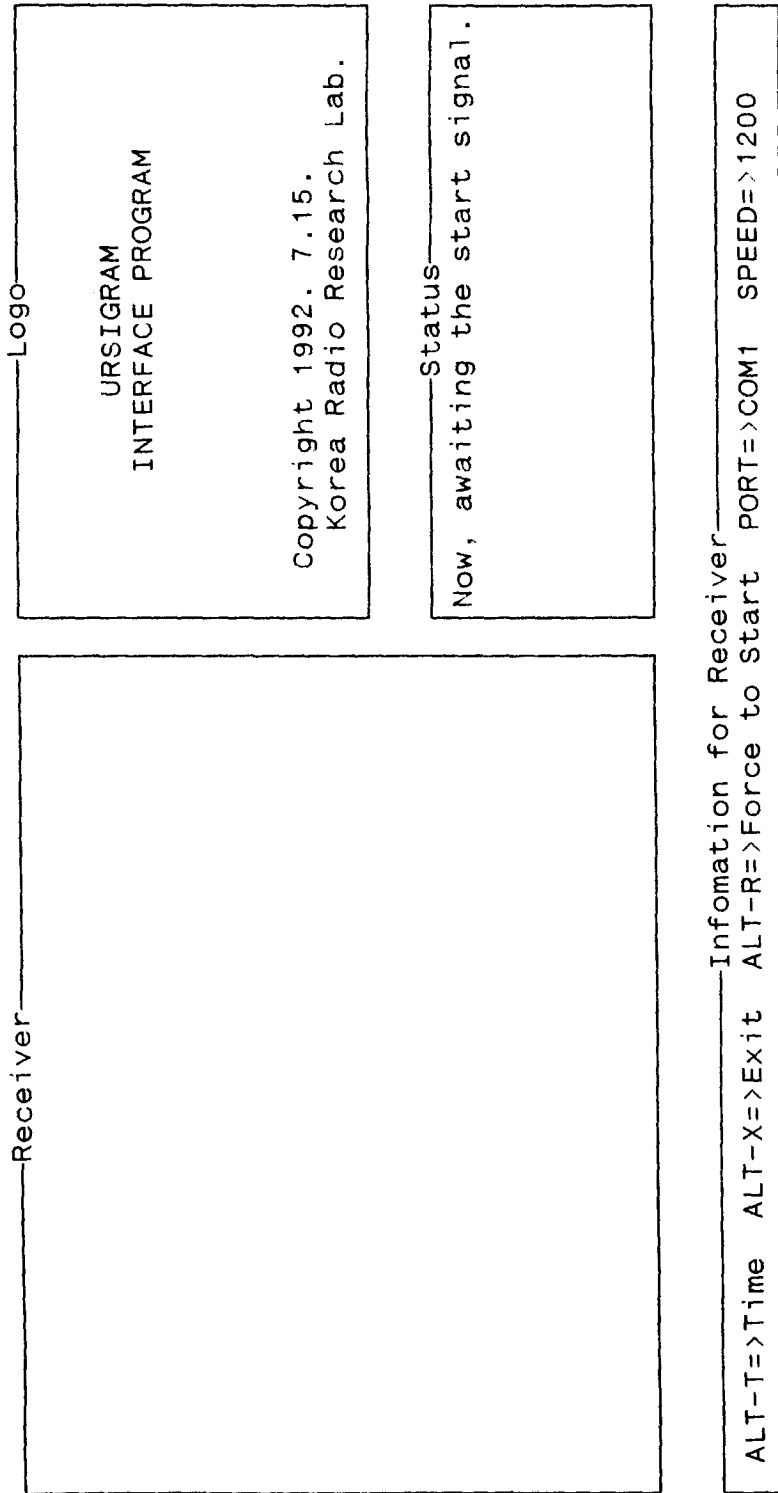 Receiver
Logo
URSIGRAM
INTERFACE PROGRAM
Copyright 1992. 7.15.
Korea Radio Research Lab.
Status
Now, awaiting the start signal.
Infomation for Receiver
ALT-T=>Time ALT-X=>Exit ALT-R=>Force to Start PORT=>COM1 SPEED=>1200